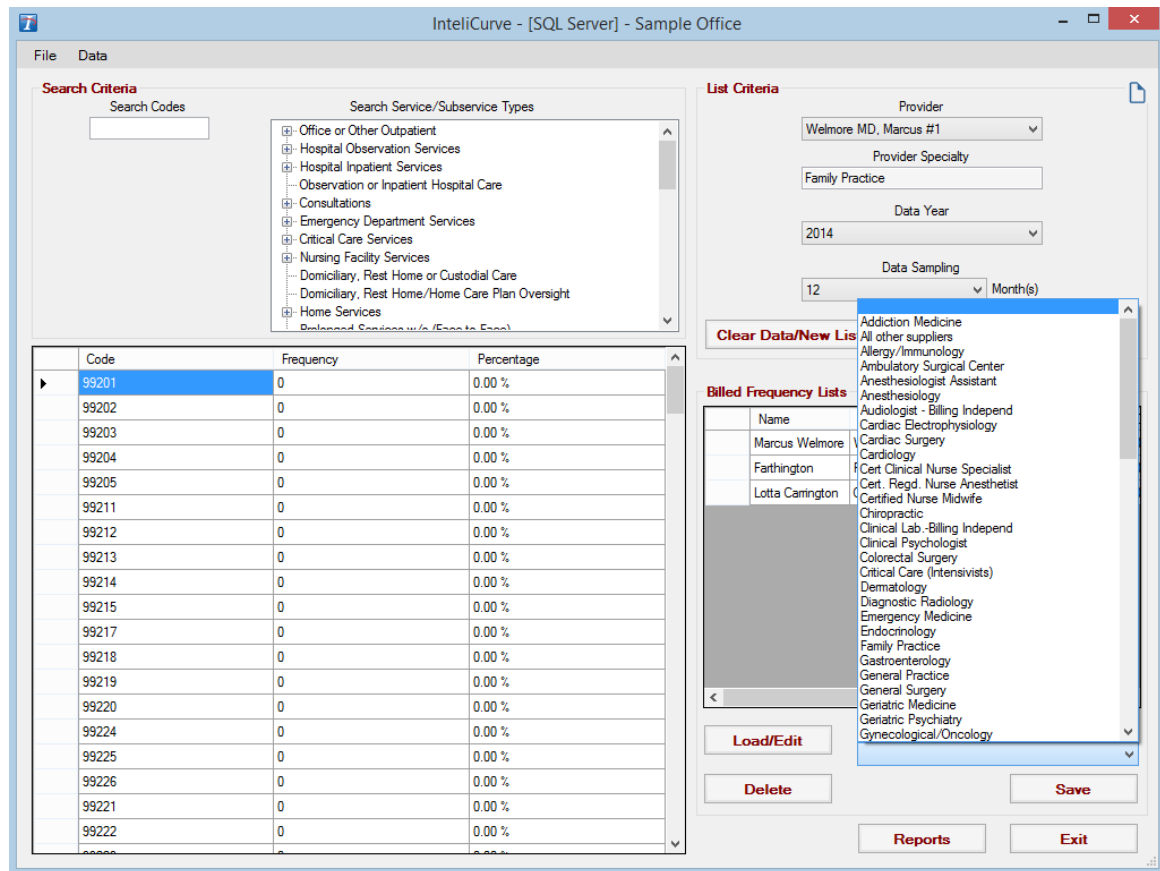 InteliCurve - [SQL Server] - Sample Office
File Data
Search Criteria
Search Codes
Search Service/Subservice Types
Office or Other Outpatient
Hospital Observation Services
Hospital Inpatient Services
Observation or Inpatient Hospital Care
Consultations
Emergency Department Services
Critical Care Services
Nursing Facility Services
Domiciliary, Rest Home or Custodial Care
Domiciliary, Rest Home/Home Care Plan Oversight
Home Services
Prolonged Services w/o (Face to Face)
List Criteria
Provider
Welmore MD, Marcus #1
Provider Specialty
Family Practice
Data Year
2014
Data Sampling
12 Month(s)
Clear Data/New Lis
Code Frequency Percentage
99201 0 0.00 %
99202 0 0.00 %
99203 0 0.00 %
99204 0 0.00 %
99205 0 0.00 %
99211 0 0.00 %
99212 0 0.00 %
99213 0 0.00 %
99214 0 0.00 %
99215 0 0.00 %
99217 0 0.00 %
99218 0 0.00 %
99219 0 0.00 %
99220 0 0.00 %
99224 0 0.00 %
99225 0 0.00 %
99226 0 0.00 %
99221 0 0.00 %
99222 0 0.00 %
Billed Frequency Lists
Name
Marcus Welmore
Farthington
Lotta Carrington
Addiction Medicine
All other suppliers
Allergy/Immunology
Ambulatory Surgical Center
Anesthesiologist Assistant
Anesthesiology
Audiologist - Billing Independ
Cardiac Electrophysiology
Cardiac Surgery
Cardiology
Cert Clinical Nurse Specialist
Cert. Regd. Nurse Anesthetist
Certified Nurse Midwife
Chiropractic
Clinical Lab.-Billing Independ
Clinical Psychologist
Colorectal Surgery
Critical Care (Intensivists)
Dermatology
Diagnostic Radiology
Emergency Medicine
Endocrinology
Family Practice
Gastroenterology
General Practice
General Surgery
Geriatric Medicine
Geriatric Psychiatry
Gynecological/Oncology
Load/Edit
Delete Save
Reports Exit